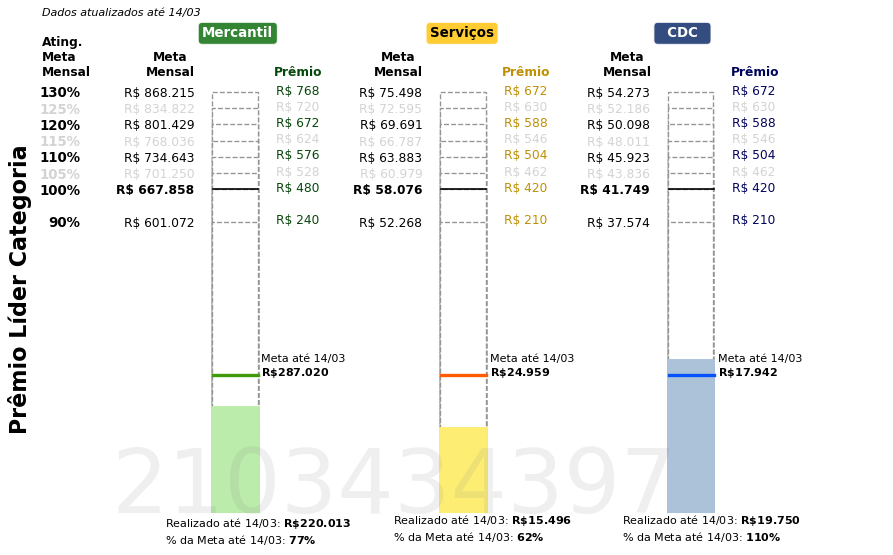 Dados atualizados até 14/03
Mercantil Serviços CDC
Ating.
Meta Meta Meta Meta
Mensal Mensal Prêmio Mensal Prêmio Mensal Prêmio
130% R$ 868.215 R$ 768 R$ 75.498 R$ 672 R$ 54.273 R$ 672
125% R$ 834.822 R$ 720 R$ 72.595 R$ 630 R$ 52.186 R$ 630
120% R$ 801.429 R$ 672 R$ 69.691 R$ 588 R$ 50.098 R$ 588
115% R$ 768.036 R$ 624 R$ 66.787 R$ 546 R$ 48.011 R$ 546
110% R$ 734.643 R$ 576 R$ 63.883 R$ 504 R$ 45.923 R$ 504
105% R$ 701.250 R$ 528 R$ 60.979 R$ 462 R$ 43.836 R$ 462
100% R$ 667.858 R$ 480 R$ 58.076 R$ 420 R$ 41.749 R$ 420
90% R$ 601.072 R$ 240 R$ 52.268 R$ 210 R$ 37.574 R$ 210
Prêmio Líder Categoria
Meta até 14/03 Meta até 14/03 Meta até 14/03
R$287.020 R$24.959 R$17.942
2103434397
Realizado até 14/03: R$220.013 Realizado até 14/03: R$15.496 Realizado até 14/03: R$19.750
% da Meta até 14/03: 77% % da Meta até 14/03: 62% % da Meta até 14/03: 110%